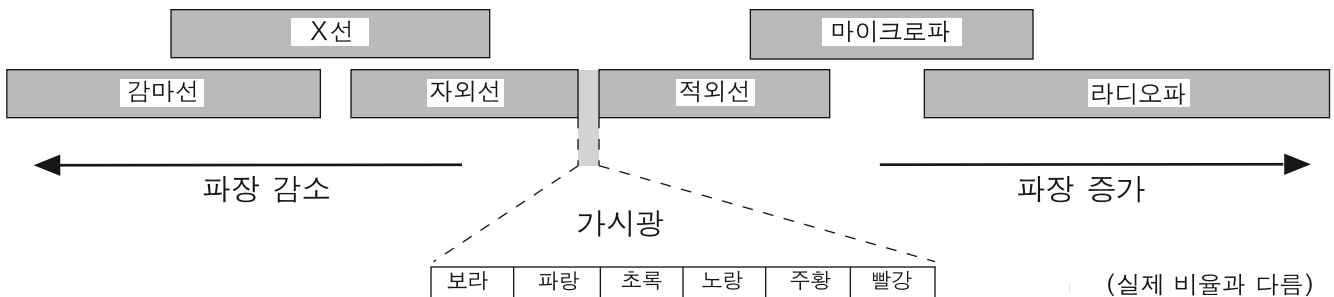 X선 마이크로파
감마선 자외선 적외선 라디오파
파장 감소 파장 증가
가시광
보라 파랑 초록 노랑 주황 빨강
(실제 비율과 다름)